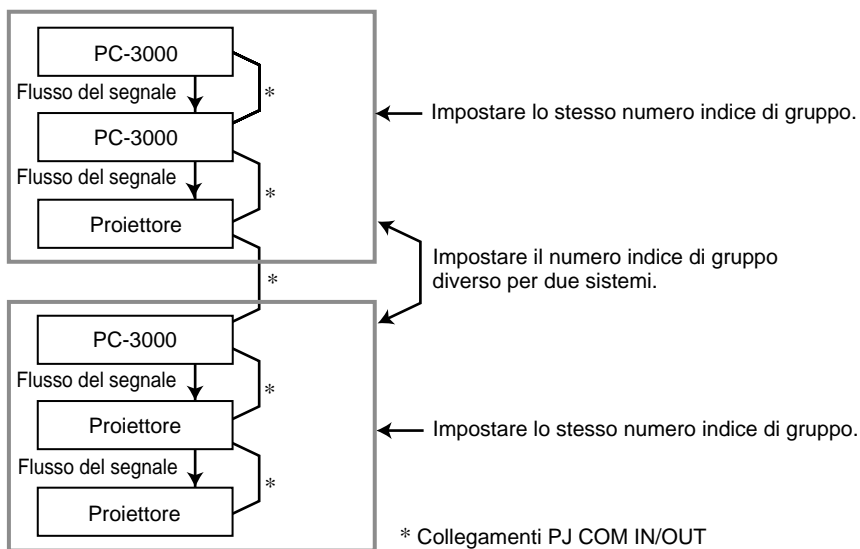 PC-3000
Flusso del segnale
*
Impostare lo stesso numero indice di gruppo.
PC-3000
Flusso del segnale
*
Proiettore
Impostare il numero indice di gruppo
diverso per due sistemi.
*
PC-3000
Flusso del segnale
*
Proiettore
Impostare lo stesso numero indice di gruppo.
Flusso del segnale
*
Proiettore
* Collegamenti PJ COM IN/OUT